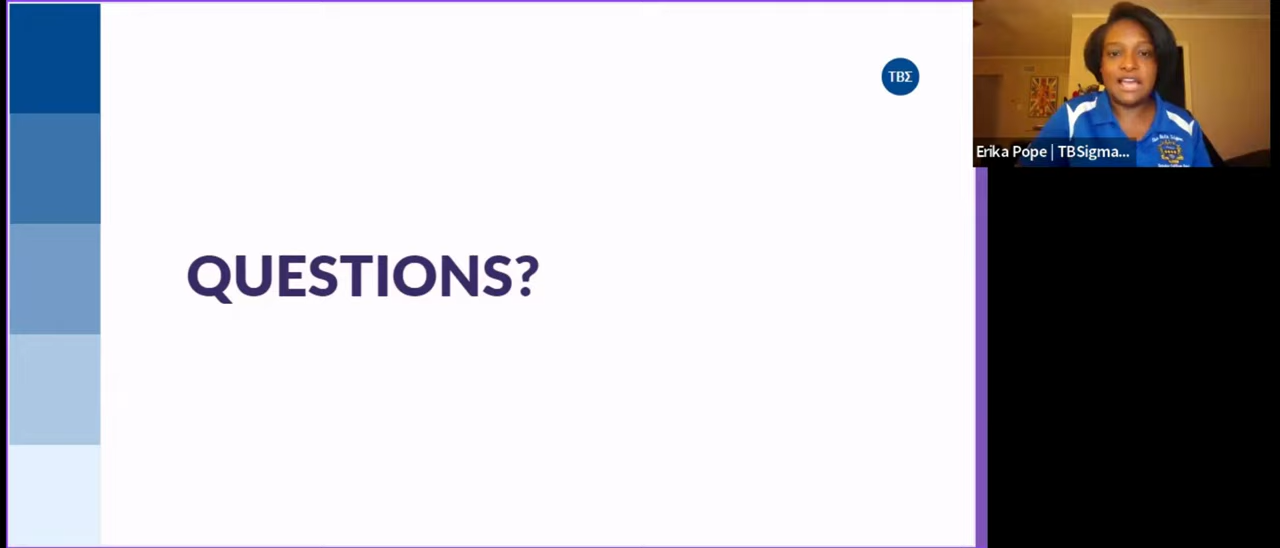 ΤΒΣ
QUESTIONS?
Erika Pope | TBSigma...